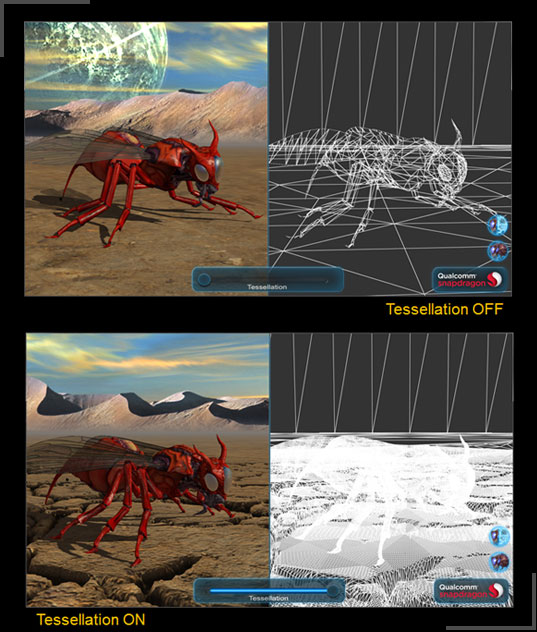 Tessellation
Qualcomm
snapdragon
Tessellation OFF
Tessellation
Qualcomm
snapdragon
Tessellation ON